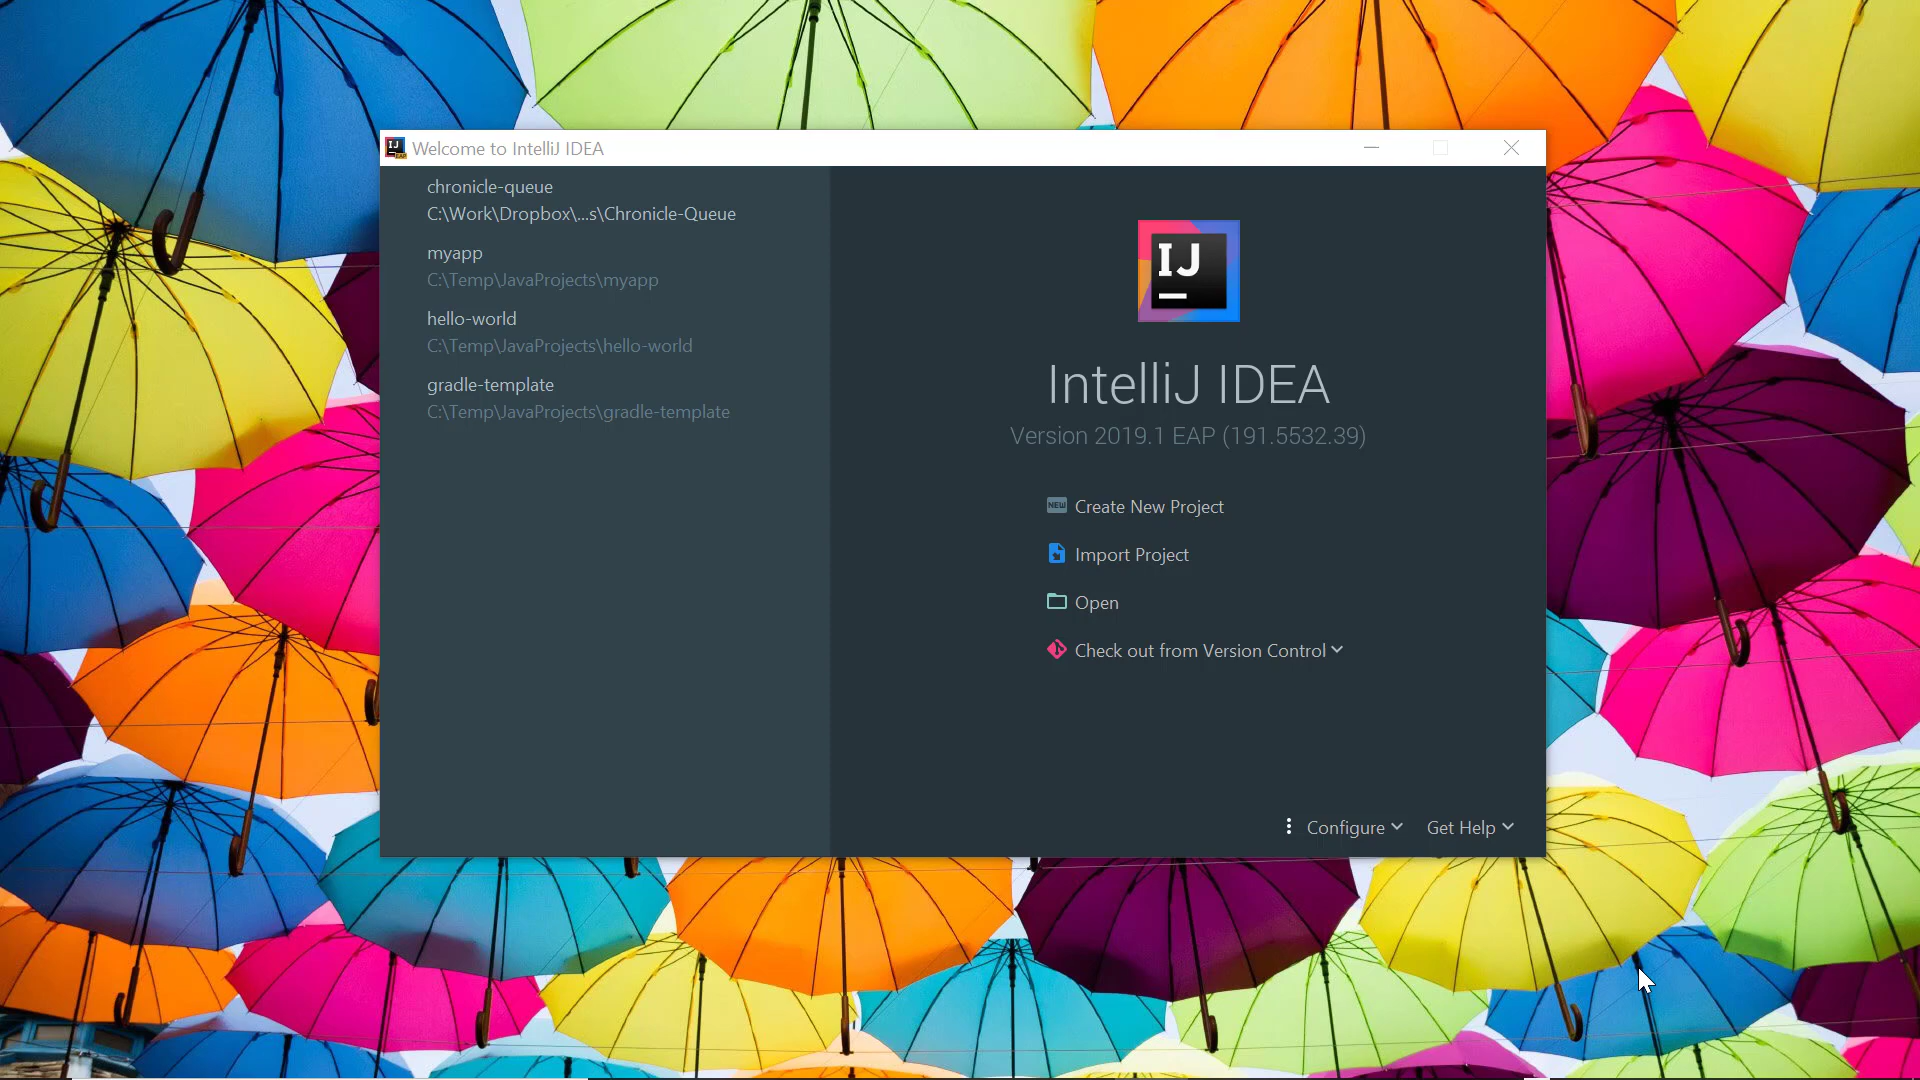 Welcome to IntelliJ IDEA
chronicle-queue
C:\Work\Dropbox\...s\Chronicle-Queue
myapp
C:\Temp\JavaProjects\myapp
hello-world
C:\Temp\JavaProjects\hello-world
gradle-template
C:\Temp\JavaProjects\gradle-template
IJ
IntelliJ IDEA
Version 2019.1 EAP (191.5532.39)
NEW Create New Project
Import Project
Open
Check out from Version Control
Configure
Get Help